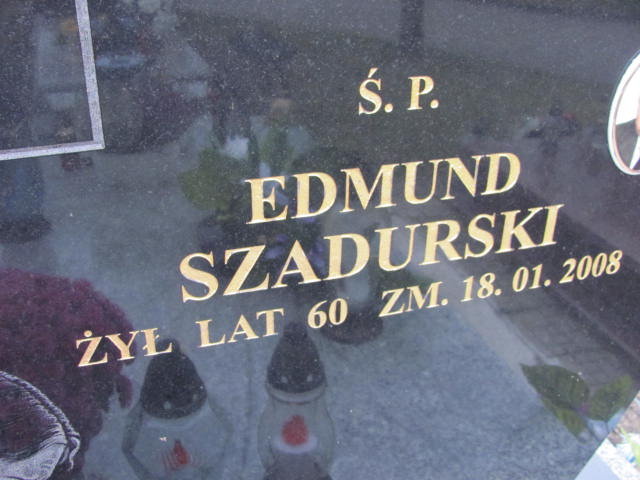 Ś. P.
EDMUND
SZADURSKI
ŻYŁ LAT 60 ZM. 18. 01. 2008